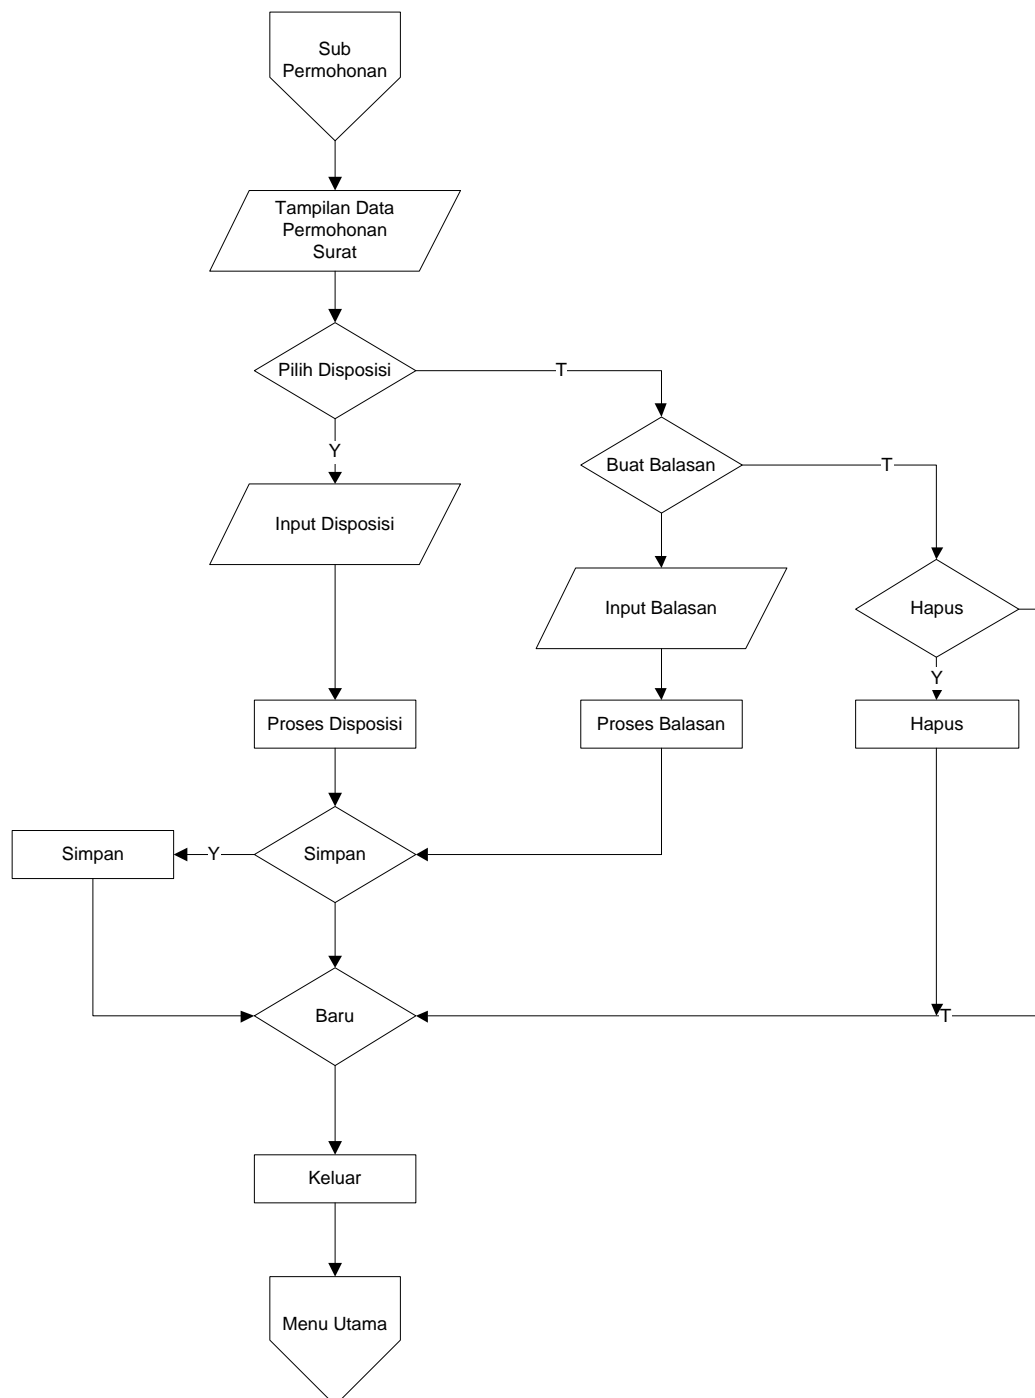 Sub
Permohonan
Tampilan Data
Permohonan
Surat
Pilih Disposisi
T
Y
Buat Balasan
T
Input Disposisi
Input Balasan
Hapus
Y
Proses Disposisi
Proses Balasan
Hapus
Simpan
Y
Simpan
Baru
T
Keluar
Menu Utama